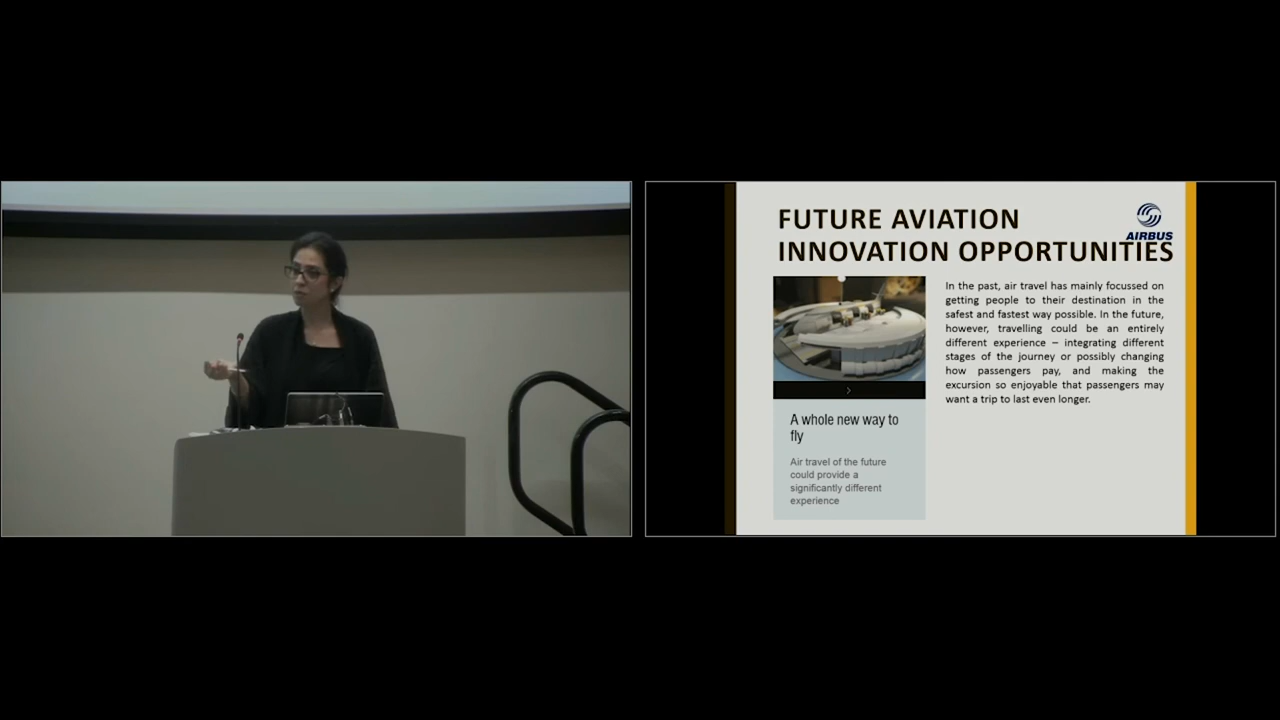 FUTURE AVIATION
INNOVATION OPPORTUNITIES
AIRBUS
In the past, air travel has mainly focussed on
getting people to their destination in the
safest and fastest way possible. In the future,
however, travelling could be an entirely
different experience – integrating different
stages of the journey or possibly changing
how passengers pay, and making the
excursion so enjoyable that passengers may
want a trip to last even longer.
A whole new way to
fly
Air travel of the future
could provide a
significantly different
experience